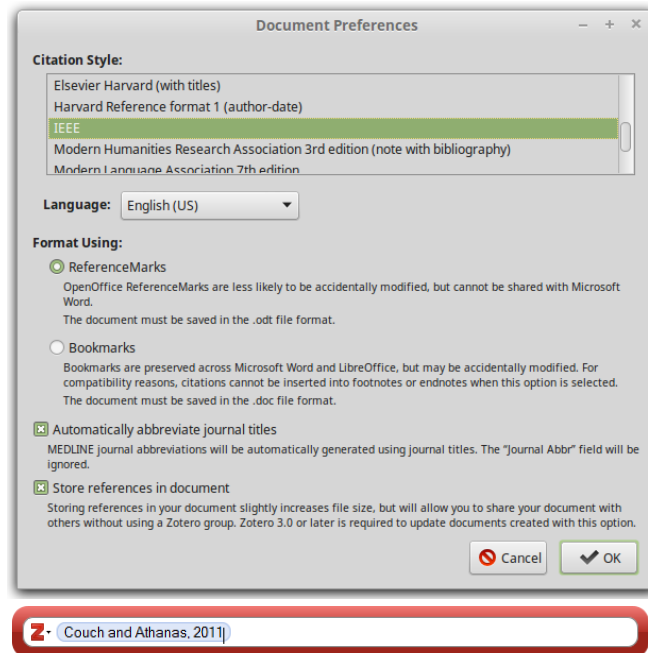 Document Preferences
Citation Style:
Elsevier Harvard (with titles)
Harvard Reference format 1 (author-date)
IEEE
Modern Humanities Research Association 3rd edition (note with bibliography)
Modern Language Association 7th edition
Language: English (US)
Format Using:
ReferenceMarks
OpenOffice ReferenceMarks are less likely to be accidentally modified, but cannot be shared with Microsoft
Word.
The document must be saved in the .odt file format.
Bookmarks
Bookmarks are preserved across Microsoft Word and LibreOffice, but may be accidentally modified. For
compatibility reasons, citations cannot be inserted into footnotes or endnotes when this option is selected.
The document must be saved in the .doc file format.
Automatically abbreviate journal titles
MEDLINE journal abbreviations will be automatically generated using journal titles. The “Journal Abbr” field will be
ignored.
Store references in document
Storing references in your document slightly increases file size, but will allow you to share your document with
others without using a Zotero group. Zotero 3.0 or later is required to update documents created with this option.
Cancel OK
Z Couch and Athanas, 2011